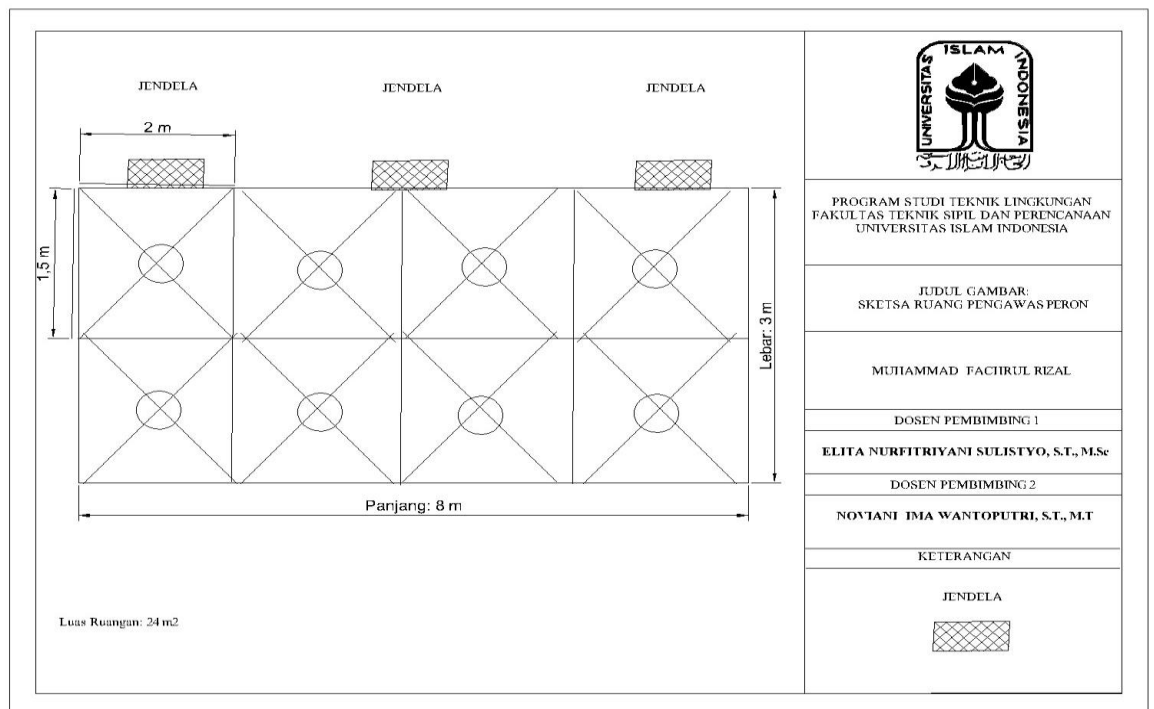 JENDELA
JENDELA
JENDELA
2 m
1,5 m
Lebar: 3 m
Panjang: 8 m
Luas Ruangan: 24 m2
UNIVERSITAS ISLAM INDONESIA
PROGRAM STUDI TEKNIK LINGKUNGAN
FAKULTAS TEKNIK SIPIL DAN PERENCANAAN
UNIVERSITAS ISLAM INDONESIA
JUDUL GAMBAR:
SKETSA RUANG PENGAWAS PERON
MUHAMMAD FACHRUL RIZAL
DOSEN PEMBIMBING 1
ELITA NURFITRIYANI SULISTYO, S.T., M.Sc
DOSEN PEMBIMBING 2
NOVIANI IMA WANTOPUTRI, S.T., M.T
KETERANGAN
JENDELA